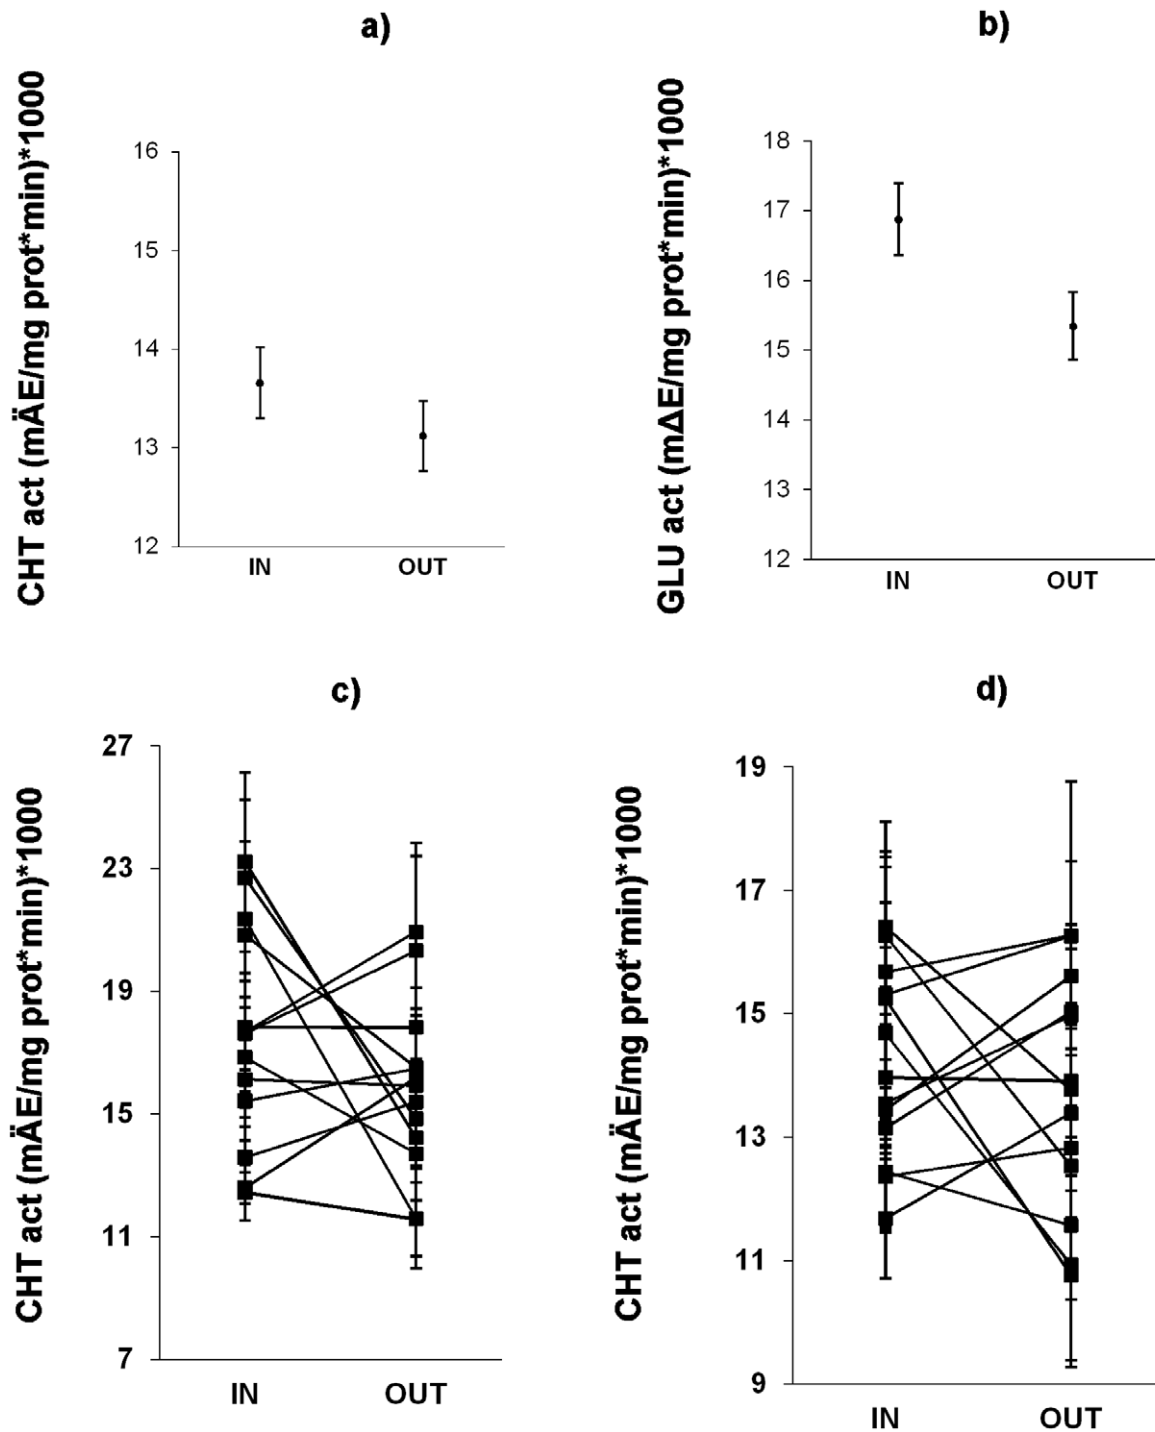 a)
CHT act (mÄE/mg prot*min)*1000
16
15
14
13
12
IN OUT
b)
GLU act (mΔE/mg prot*min)*1000
18
17
16
15
14
13
12
IN OUT
c)
CHT act (mÄE/mg prot*min)*1000
27
23
19
15
11
7
IN OUT
d)
CHT act (mÄE/mg prot*min)*1000
19
17
15
13
11
9
IN OUT